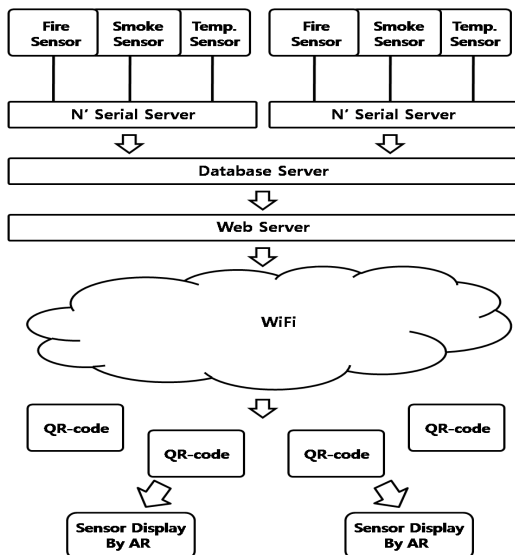 Fire Sensor
Smoke Sensor
Temp. Sensor
Fire Sensor
Smoke Sensor
Temp. Sensor
N' Serial Server
N' Serial Server
Database Server
Web Server
WiFi
QR-code
QR-code
QR-code
QR-code
Sensor Display
By AR
Sensor Display
By AR